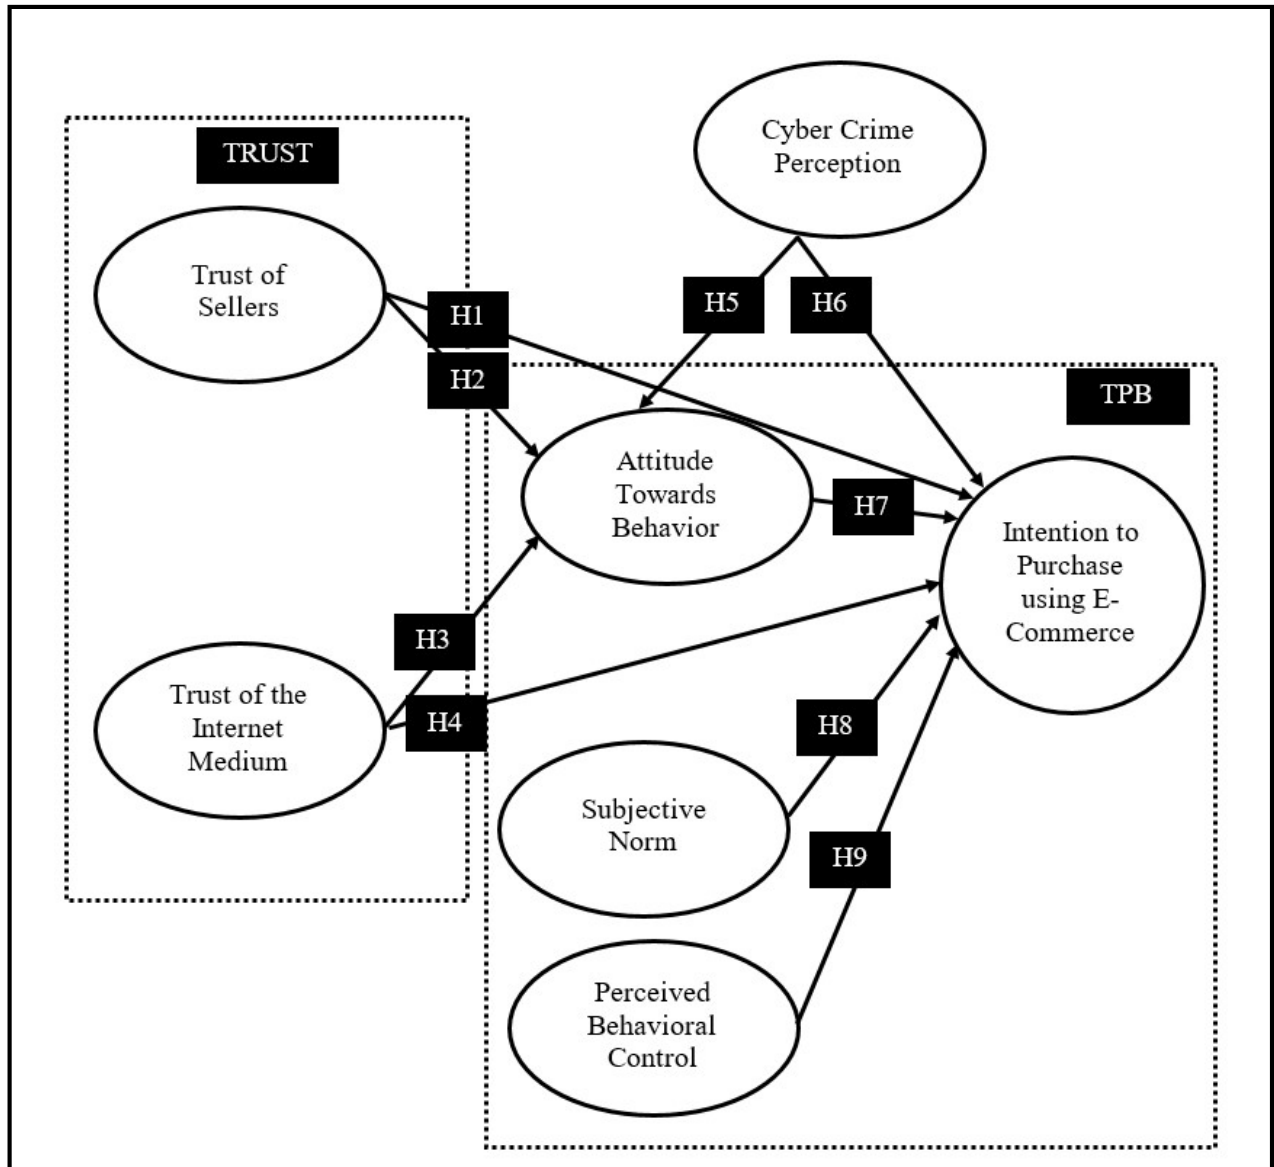 Cyber Crime
Perception
TRUST
Trust of
Sellers
H5
H6
H1
H2
TPB
Attitude
Towards
Behavior
H7
Intention to
Purchase
using E-
Commerce
H3
Trust of the
Internet
Medium
H4
H8
Subjective
Norm
H9
Perceived
Behavioral
Control